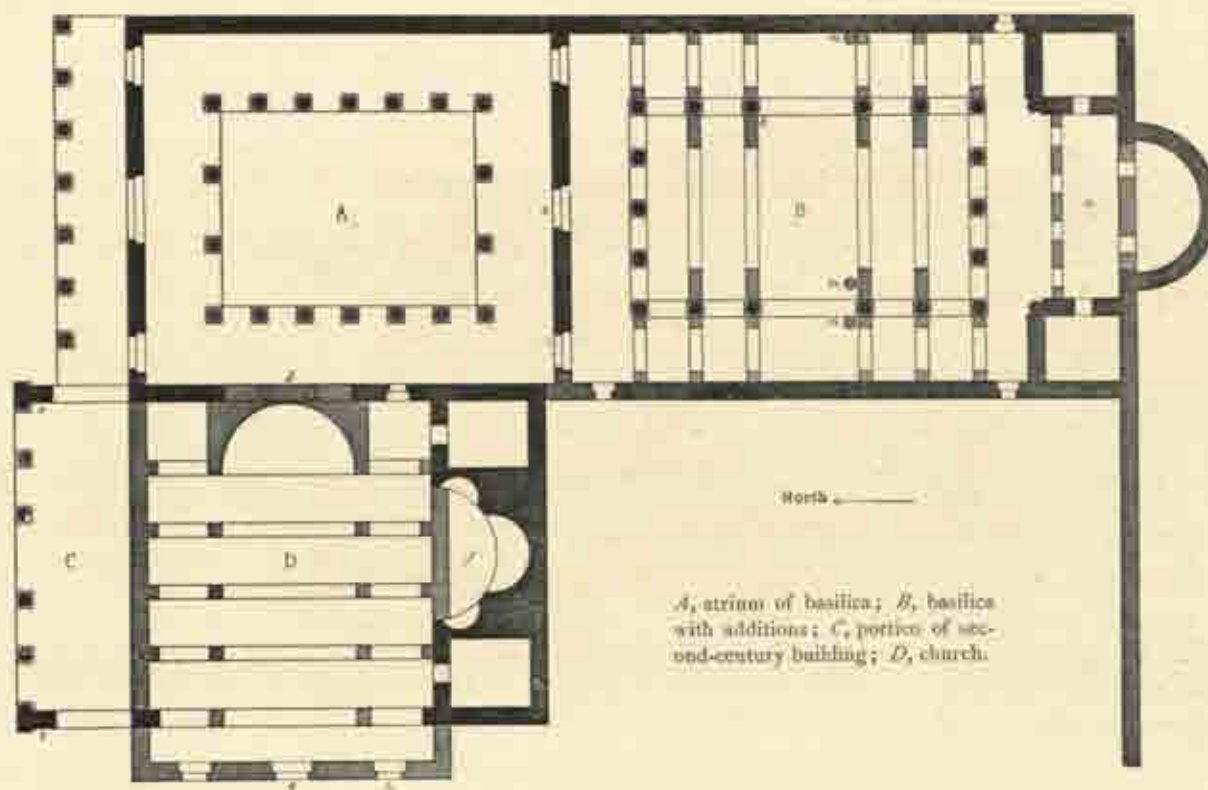 A
B
C
D
North
A, atrium of basilica; B, basilica
with additions; C, portico of sec-
ond-century building; D, church.